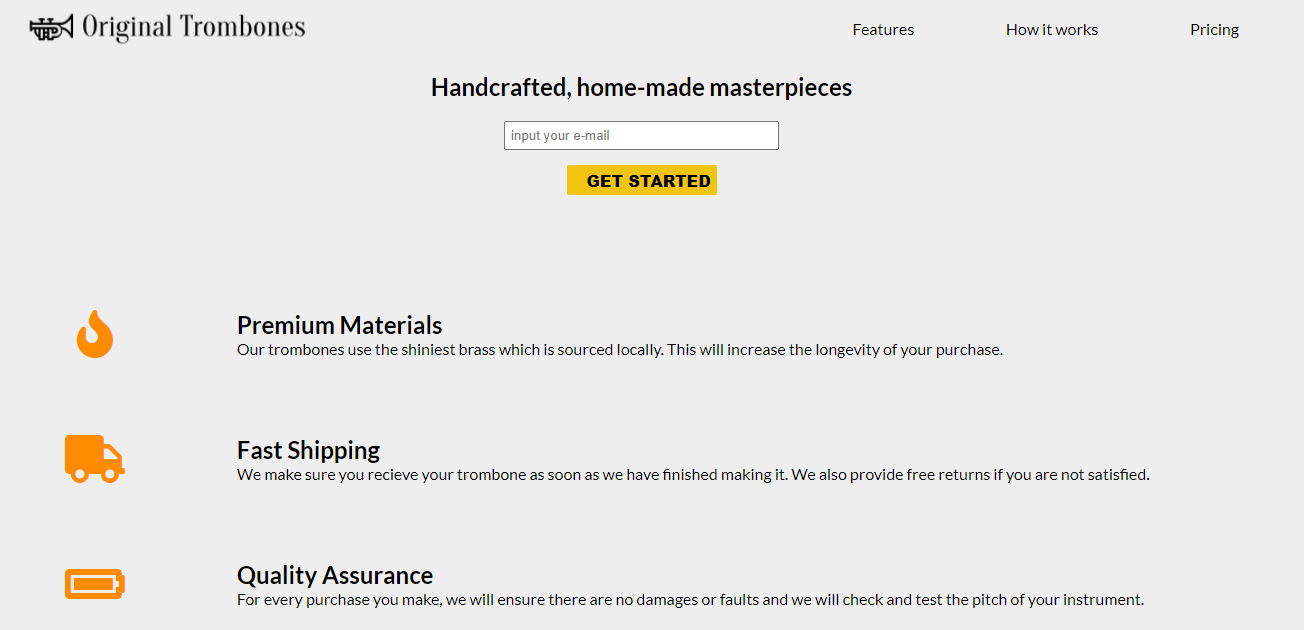 Original Trombones
Features
How it works
Pricing
Handcrafted, home-made masterpieces
input your e-mail
GET STARTED
Premium Materials
Our trombones use the shiniest brass which is sourced locally. This will increase the longevity of your purchase.
Fast Shipping
We make sure you recieve your trombone as soon as we have finished making it. We also provide free returns if you are not satisfied.
Quality Assurance
For every purchase you make, we will ensure there are no damages or faults and we will check and test the pitch of your instrument.